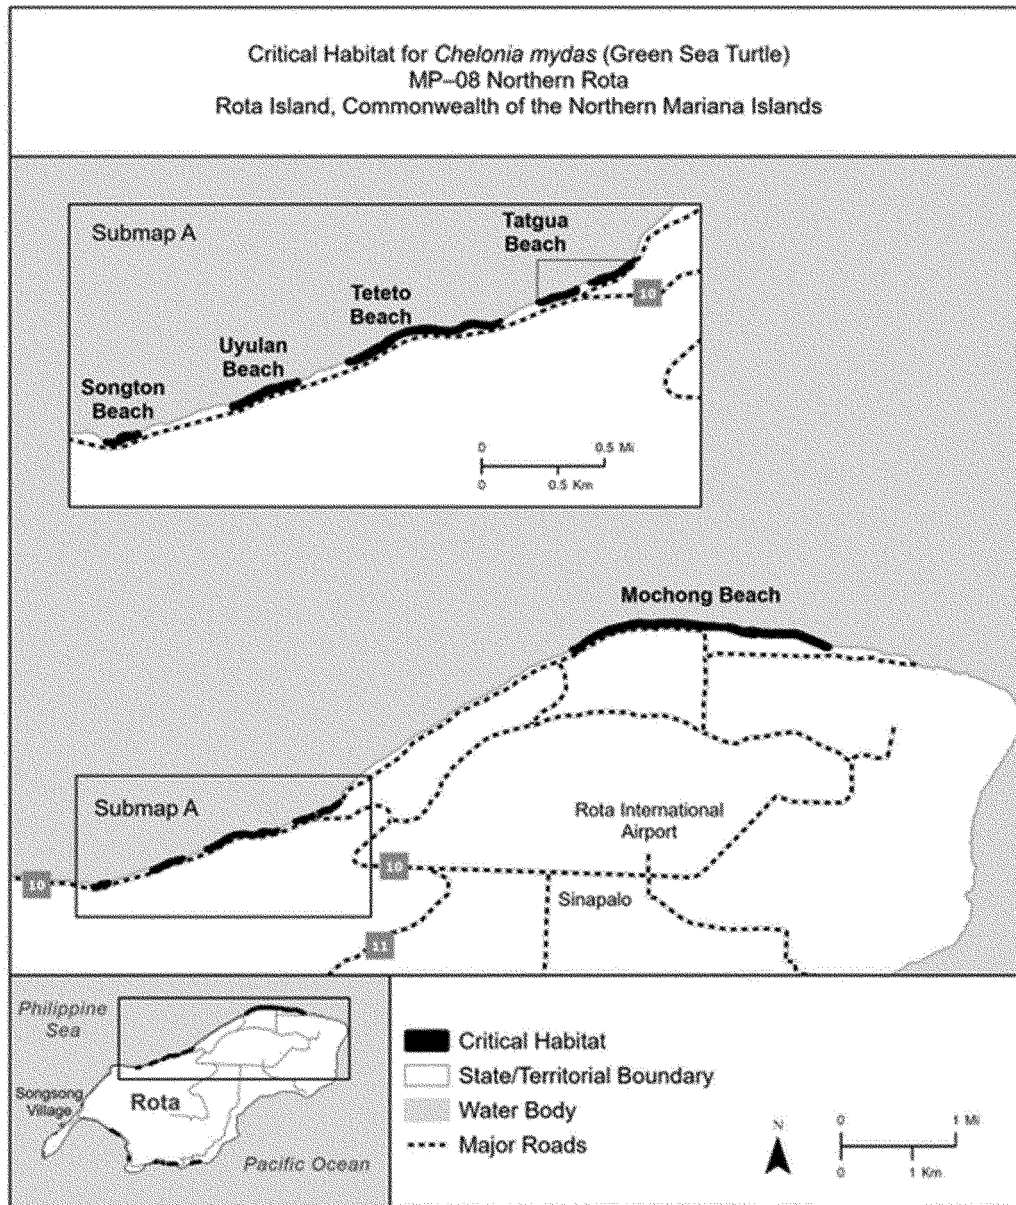 Critical Habitat for Chelonia mydas (Green Sea Turtle)
MP–08 Northern Rota
Rota Island, Commonwealth of the Northern Mariana Islands
Submap A
Tatgua
Beach
Teteto
Beach
Uyulan
Beach
Songton
Beach
10
0
0.5 Mi
0
0.5 Km
Mochong Beach
Submap A
Rota International
Airport
10
10
Sinapalo
11
Philippine
Sea
Songsong
Village
Rota
Pacific Ocean
Critical Habitat
State/Territorial Boundary
Water Body
Major Roads
N
0
1 Mi
0
1 Km